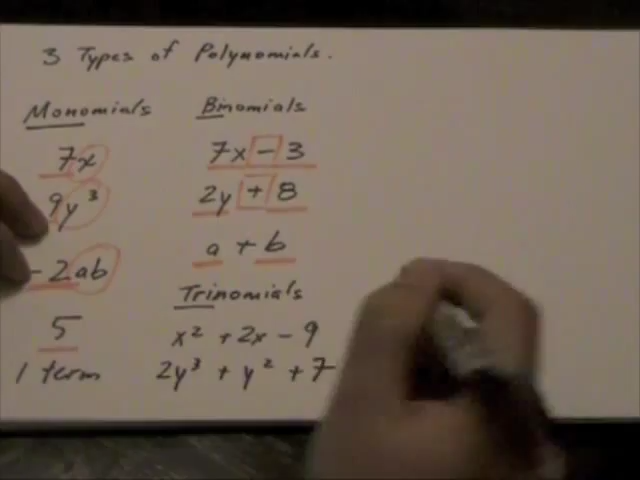 3 Types of Polynomials.
Monomials
7x
9y³
-2ab
5
1 term
Binomials
7x - 3
2y + 8
a + b
Trinomials
x² + 2x - 9
2y³ + y² + 7